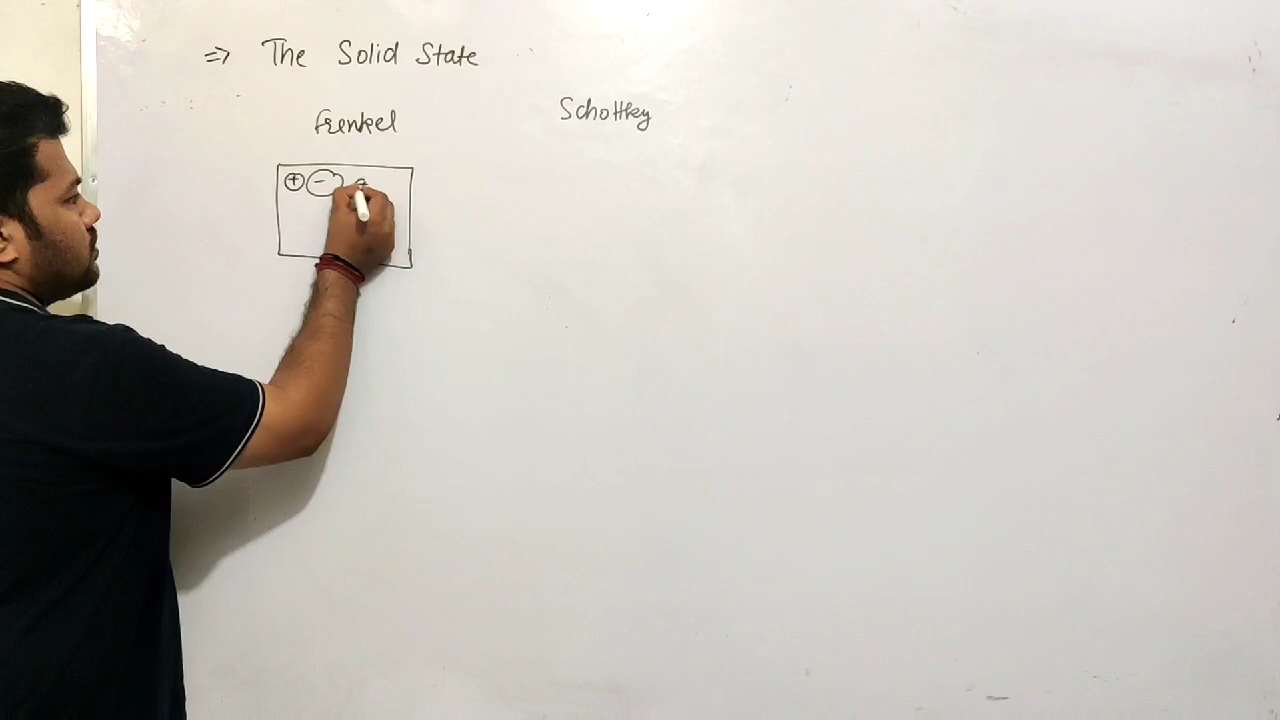 => The Solid State
Frenkel Schottky
+ - +